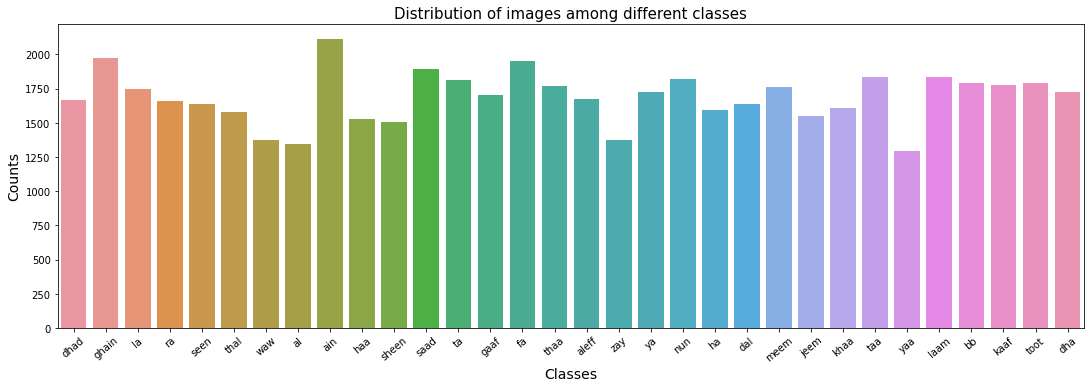 Distribution of images among different classes
Counts
2000
1750
1500
1250
1000
750
500
250
0
dhad ghain la ra seen thal waw al ain haa sheen saad ta gaaf fa thaa aleff zay ya nun ha dal meem jeem khaa taa yaa laam bb kaaf toot dha
Classes